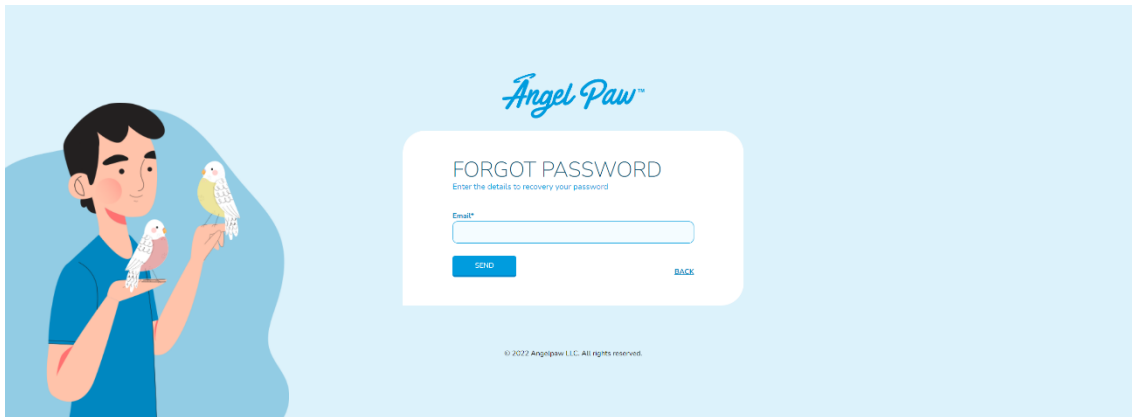 Angel Paw™
FORGOT PASSWORD
Enter the details to recovery your password
Email*
SEND
BACK
© 2022 Angelpaw LLC. All rights reserved.